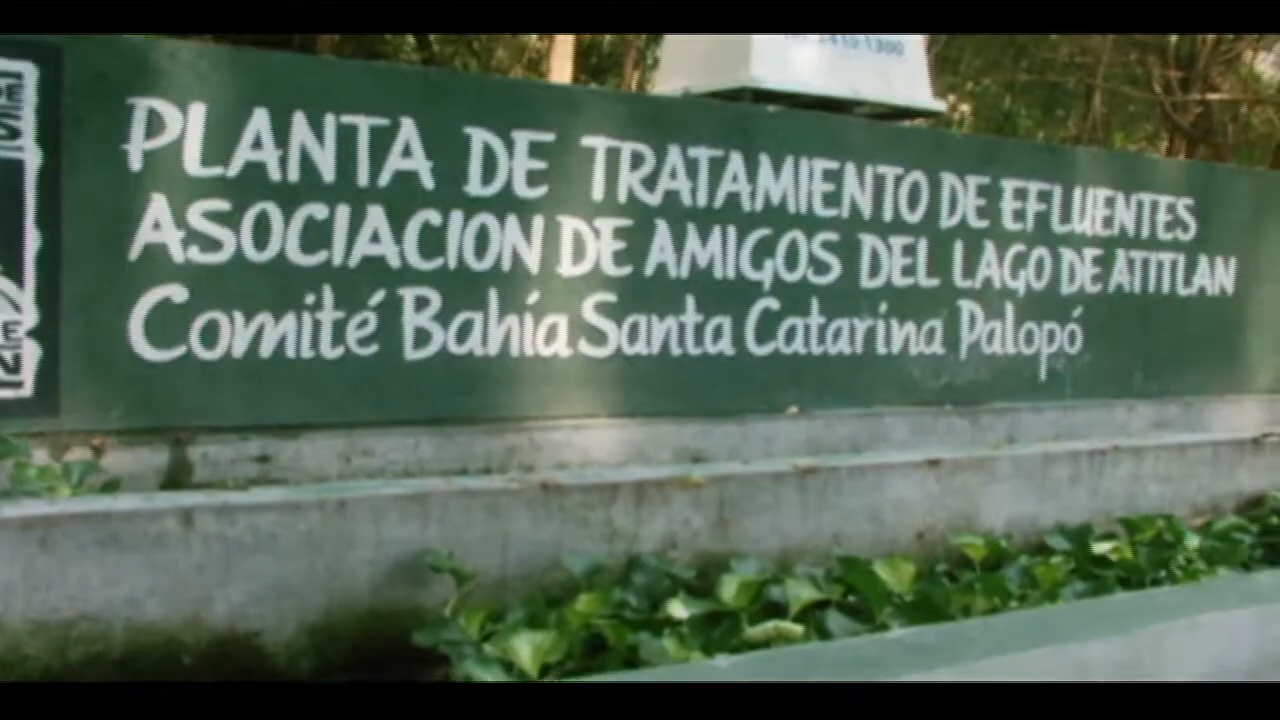 PLANTA DE TRATAMIENTO DE EFLUENTES
ASOCIACION DE AMIGOS DEL LAGO DE ATITLAN
Comité Bahía Santa Catarina Palopó